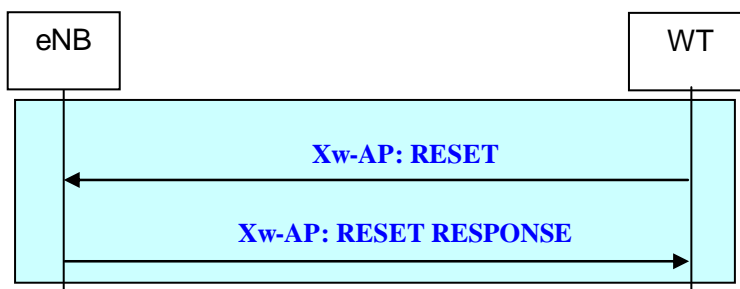 eNB
WT
Xw-AP: RESET
Xw-AP: RESET RESPONSE